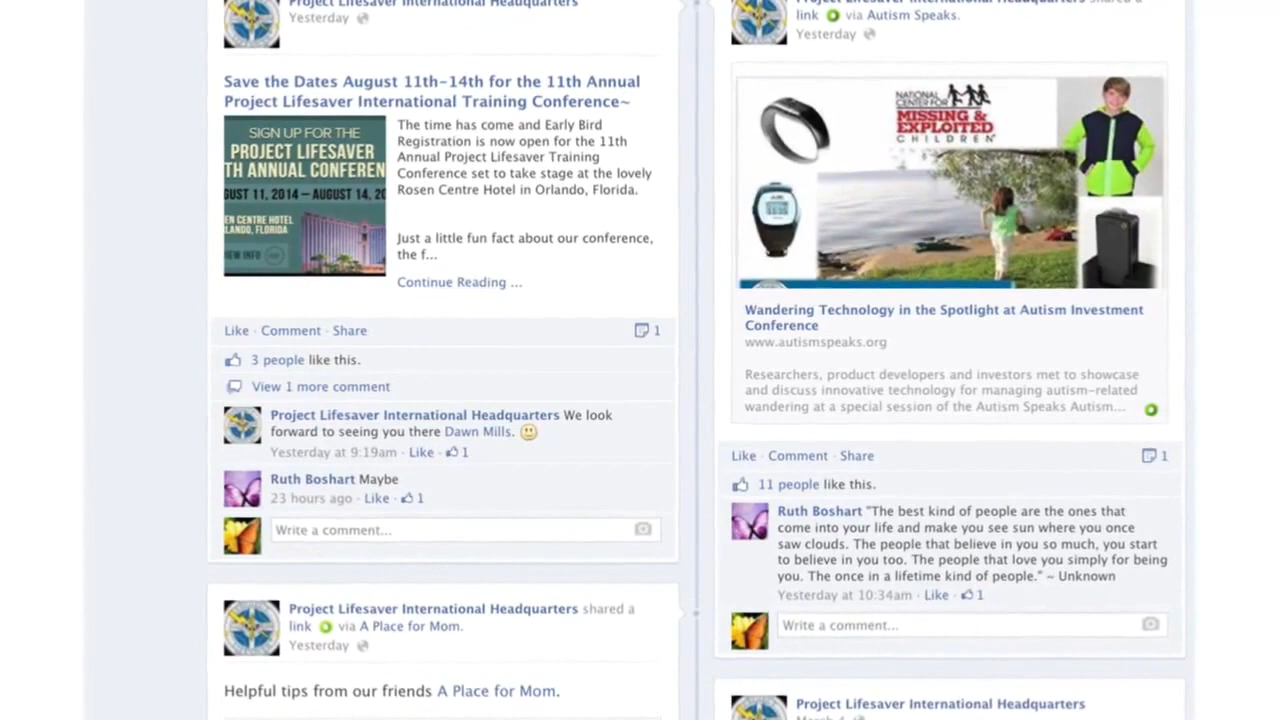 Project Lifesaver International Headquarters
Yesterday
Save the Dates August 11th-14th for the 11th Annual
Project Lifesaver International Training Conference~
SIGN UP FOR THE
PROJECT LIFESAVER
TH ANNUAL CONFEREN
GUST 11, 2014 — AUGUST 14, 20
EN CENTRE HOTEL
LANDO, FLORIDA
IEW INFO
The time has come and Early Bird
Registration is now open for the 11th
Annual Project Lifesaver Training
Conference set to take stage at the lovely
Rosen Centre Hotel in Orlando, Florida.
Just a little fun fact about our conference,
the f...
Continue Reading ...
Like · Comment · Share
1
3 people like this.
View 1 more comment
Project Lifesaver International Headquarters We look
forward to seeing you there Dawn Mills.
Yesterday at 9:19am · Like · 1
Ruth Boshart Maybe
23 hours ago · Like · 1
Write a comment...
Project Lifesaver International Headquarters shared a
link via A Place for Mom.
Yesterday
Helpful tips from our friends A Place for Mom.
Project Lifesaver International Headquarters shared a
link via Autism Speaks.
Yesterday
NATIONAL
CENTER FOR
MISSING &
EXPLOITED
CHILDREN
Wandering Technology in the Spotlight at Autism Investment
Conference
www.autismspeaks.org
Researchers, product developers and investors met to showcase
and discuss innovative technology for managing autism-related
wandering at a special session of the Autism Speaks Autism...
Like · Comment · Share
1
11 people like this.
Ruth Boshart "The best kind of people are the ones that
come into your life and make you see sun where you once
saw clouds. The people that believe in you so much, you start
to believe in you too. The people that love you simply for being
you. The once in a lifetime kind of people." ~ Unknown
Yesterday at 10:34am · Like · 1
Write a comment...
Project Lifesaver International Headquarters
March 4